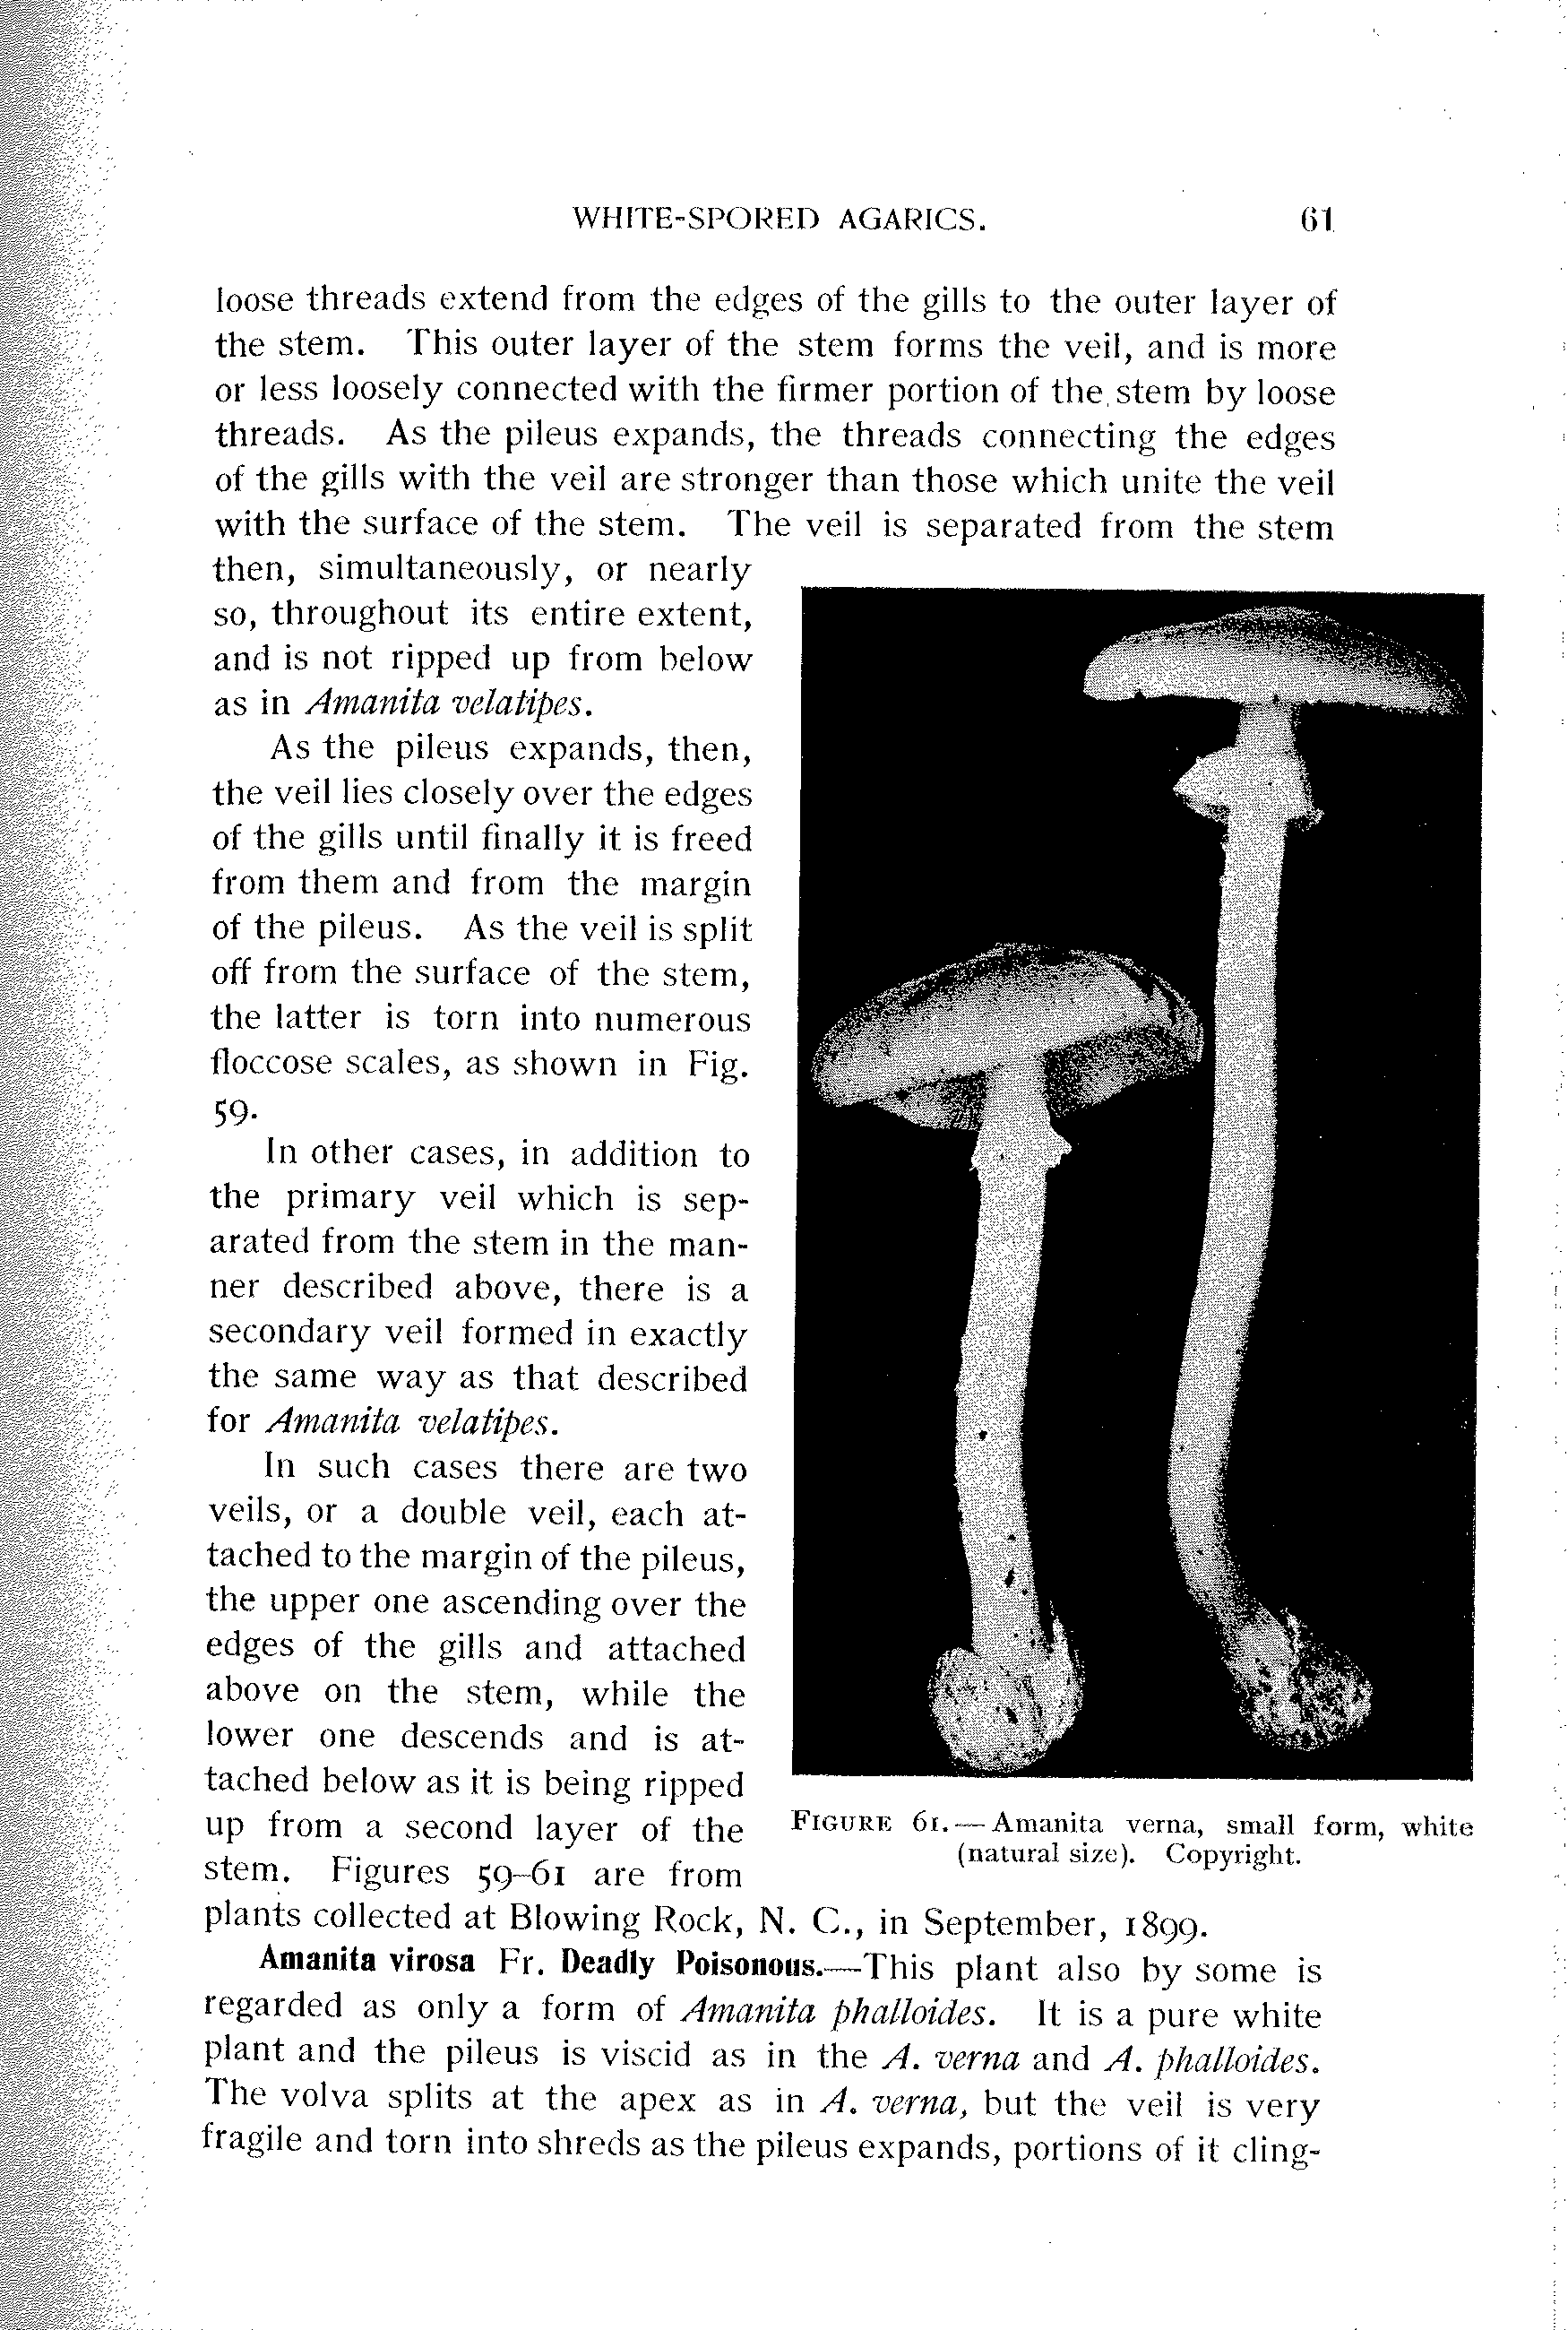 WHITE-SPORED AGARICS. 61
loose threads extend from the edges of the gills to the outer layer of
the stem. This outer layer of the stem forms the veil, and is more
or less loosely connected with the firmer portion of the stem by loose
threads. As the pileus expands, the threads connecting the edges
of the gills with the veil are stronger than those which unite the veil
with the surface of the stem. The veil is separated from the stem
then, simultaneously, or nearly
so, throughout its entire extent,
and is not ripped up from below
as in Amanita velatipes.
As the pileus expands, then,
the veil lies closely over the edges
of the gills until finally it is freed
from them and from the margin
of the pileus. As the veil is split
off from the surface of the stem,
the latter is torn into numerous
floccose scales, as shown in Fig.
59.
In other cases, in addition to
the primary veil which is sep-
arated from the stem in the man-
ner described above, there is a
secondary veil formed in exactly
the same way as that described
for Amanita velatipes.
In such cases there are two
veils, or a double veil, each at-
tached to the margin of the pileus,
the upper one ascending over the
edges of the gills and attached
above on the stem, while the
lower one descends and is at-
tached below as it is being ripped
up from a second layer of the
stem. Figures 59–61 are from
FIGURE 61.—Amanita verna, small form, white
(natural size). Copyright.
plants collected at Blowing Rock, N. C., in September, 1899.
Amanita virosa Fr. Deadly Poisonous.—This plant also by some is
regarded as only a form of Amanita phalloides. It is a pure white
plant and the pileus is viscid as in the A. verna and A. phalloides.
The volva splits at the apex as in A. verna, but the veil is very
fragile and torn into shreds as the pileus expands, portions of it cling-